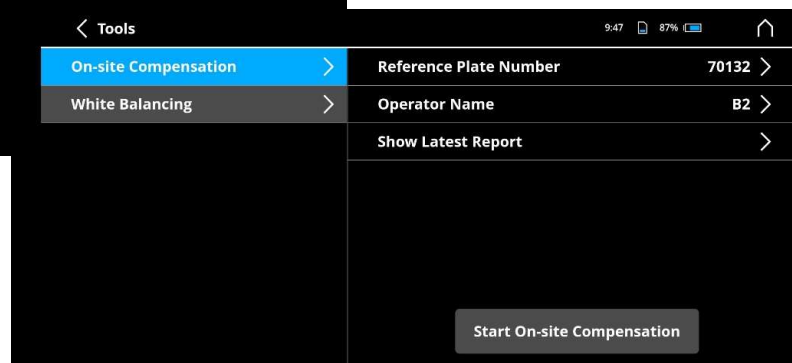 Tools
9:47 87%
On-site Compensation
White Balancing
Reference Plate Number 70132
Operator Name B2
Show Latest Report
Start On-site Compensation